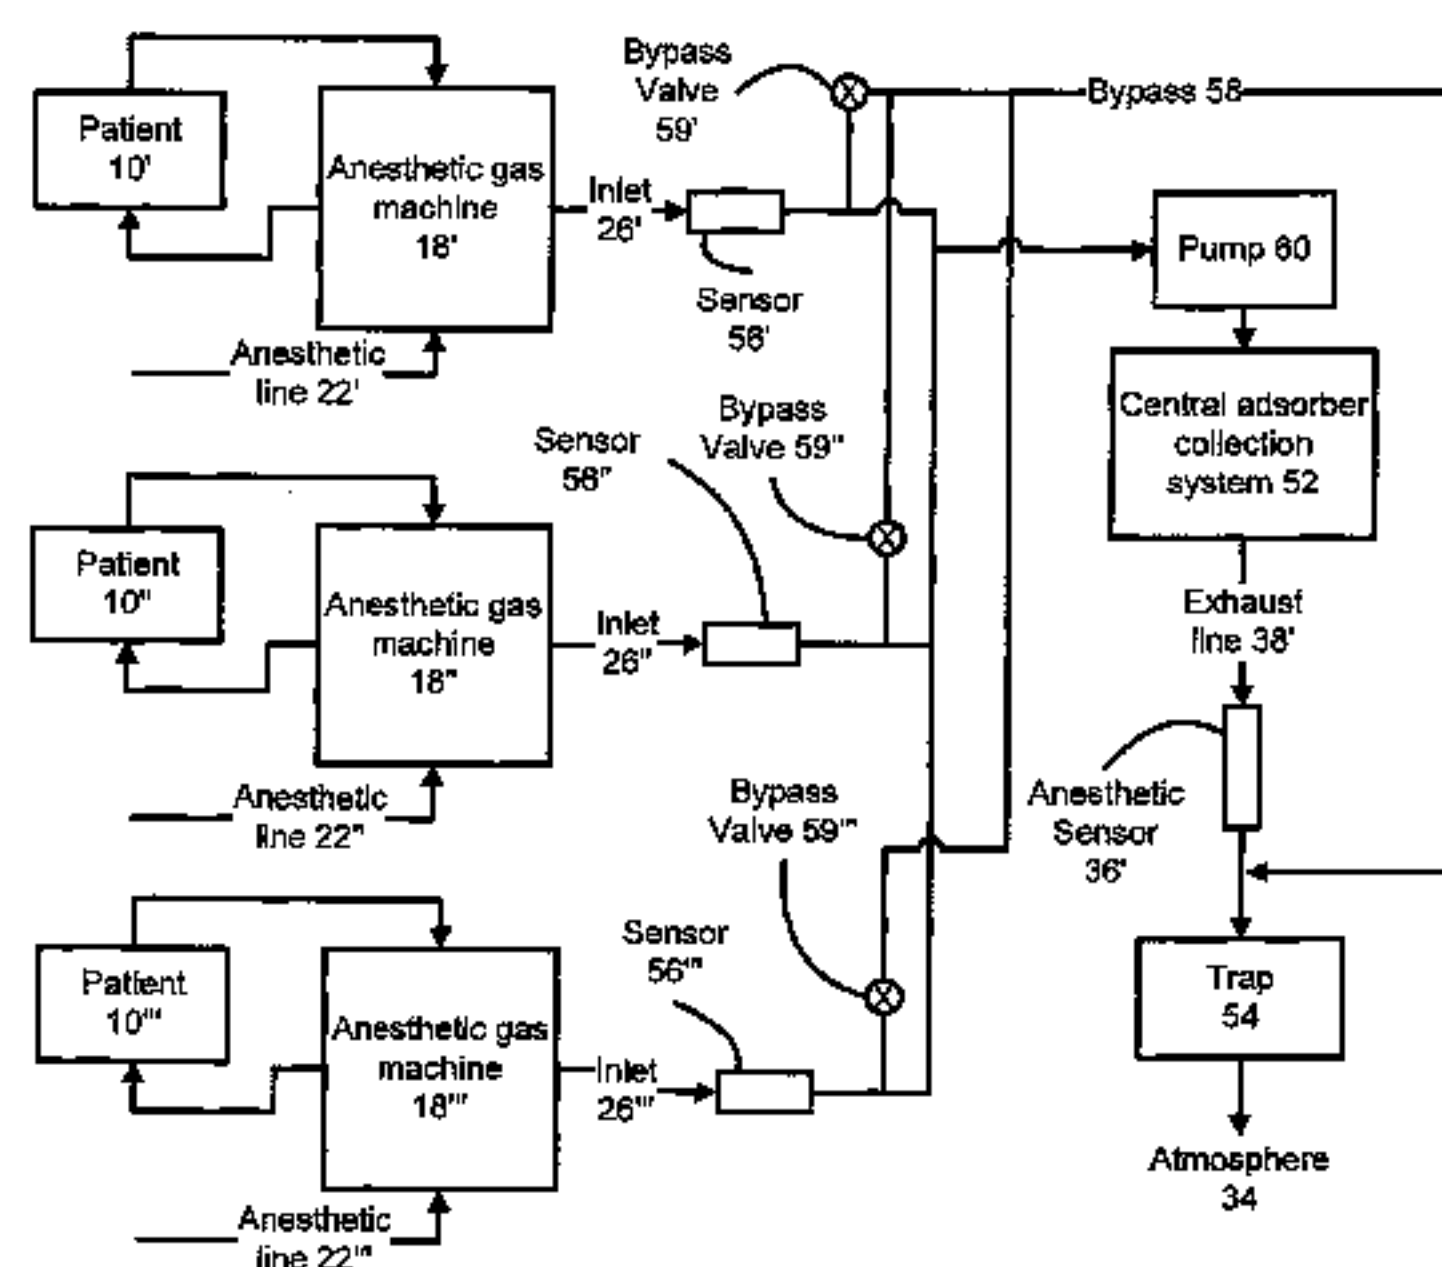 Patient
10'
Anesthetic gas
machine
18'
Anesthetic
line 22'
Inlet
26'
Bypass
Valve
59'
Sensor
56'
Bypass 58
Pump 60
Central adsorber
collection
system 52
Exhaust
line 38'
Anesthetic
Sensor
36'
Trap
54
Atmosphere
34
Patient
10"
Anesthetic gas
machine
18"
Anesthetic
line 22"
Inlet
26"
Sensor
56"
Bypass
Valve 59"
Patient
10'"
Anesthetic gas
machine
18'"
Anesthetic
line 22'"
Inlet
26'"
Sensor
56'"
Bypass
Valve 59'"